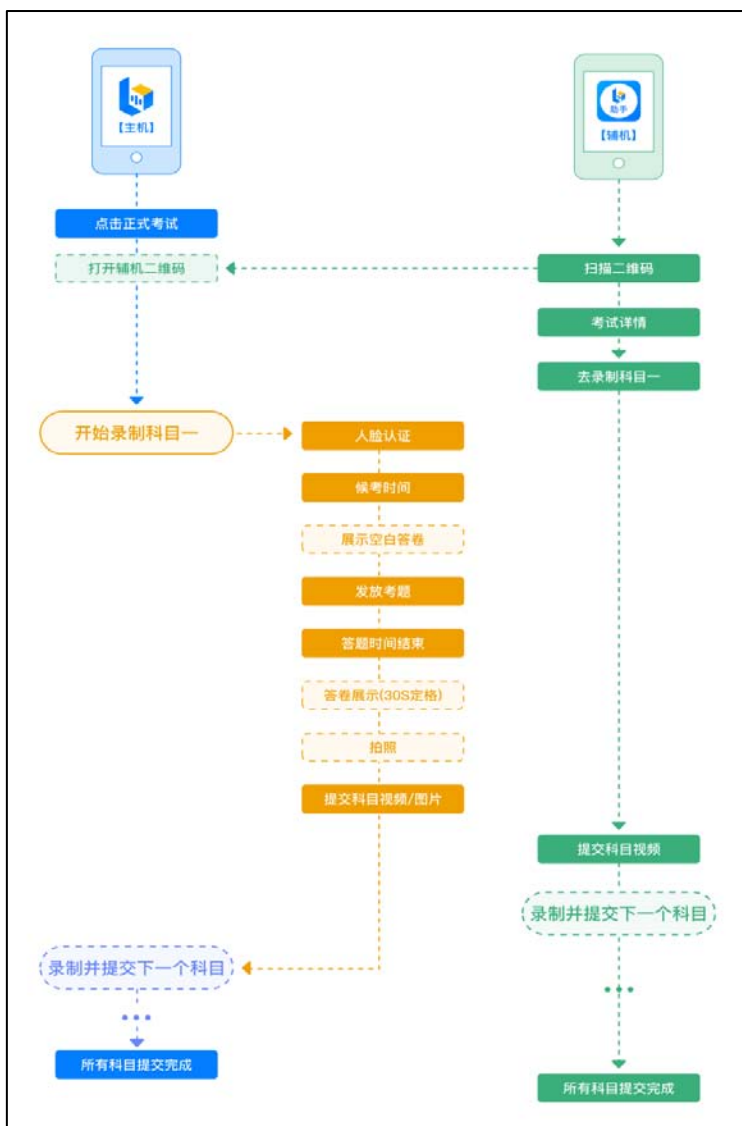 【主机】
助手
【辅机】
点击正式考试
打开辅机二维码
扫描二维码
考试详情
去录制科目一
开始录制科目一
人脸认证
候考时间
展示空白答卷
发放考题
答题时间结束
答卷展示(30S定格)
拍照
提交科目视频/图片
提交科目视频
录制并提交下一个科目
录制并提交下一个科目
所有科目提交完成
所有科目提交完成